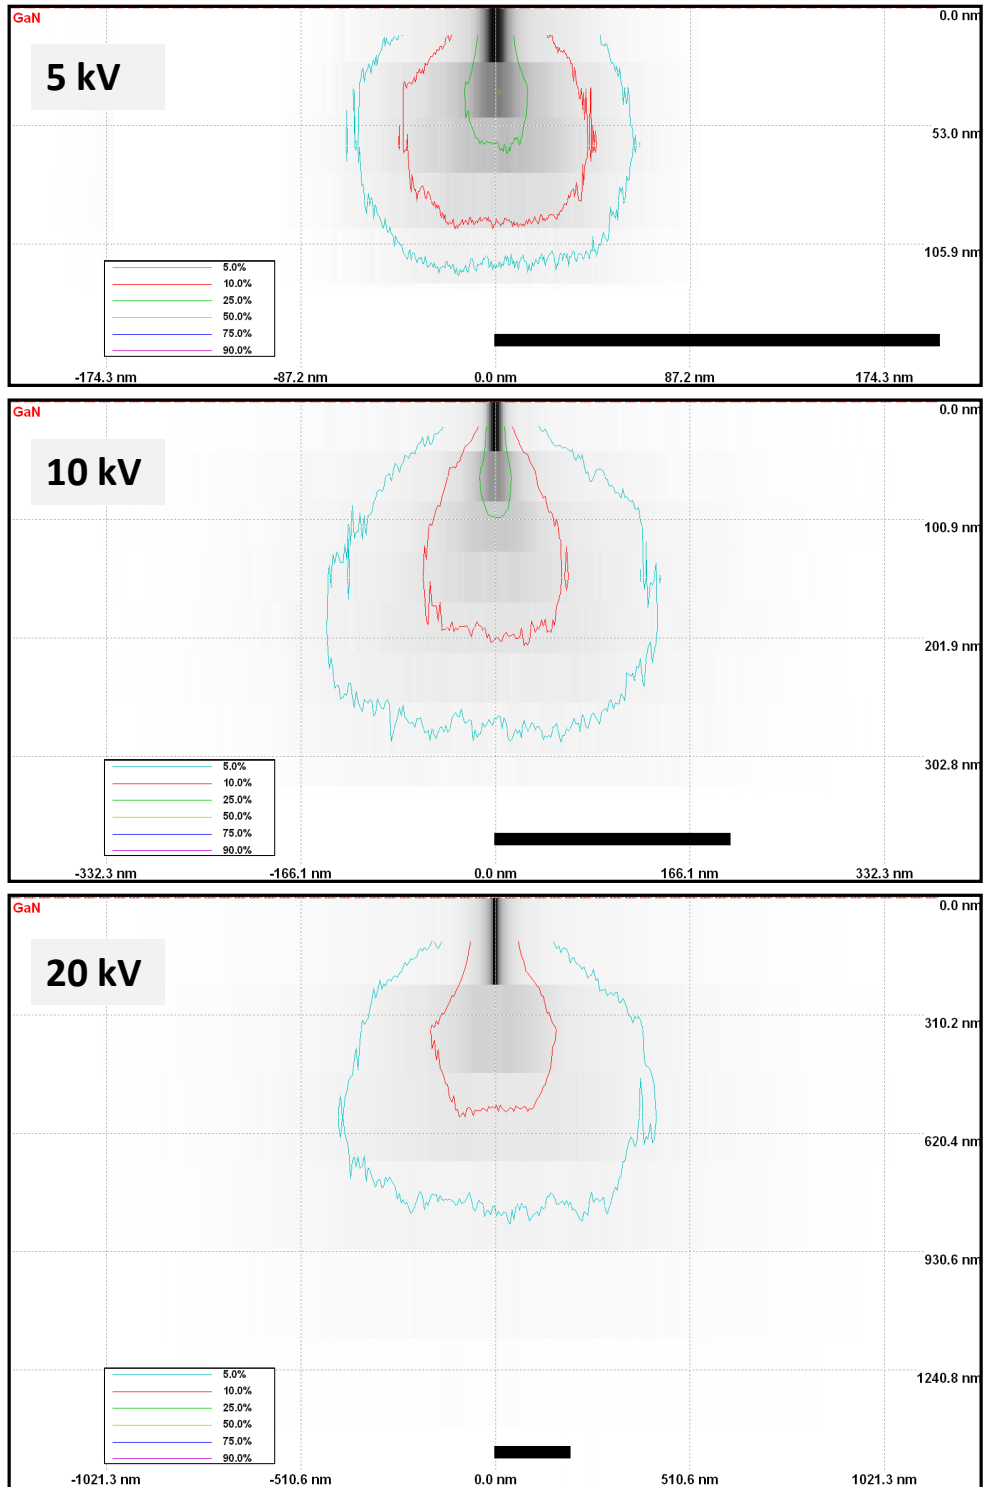 GaN
0.0 nm
5 kV
53.0 nm
105.9 nm
5.0%
10.0%
25.0%
50.0%
75.0%
90.0%
-174.3 nm -87.2 nm 0.0 nm 87.2 nm 174.3 nm
GaN
0.0 nm
10 kV
100.9 nm
201.9 nm
302.8 nm
5.0%
10.0%
25.0%
50.0%
75.0%
90.0%
-332.3 nm -166.1 nm 0.0 nm 166.1 nm 332.3 nm
GaN
0.0 nm
20 kV
310.2 nm
620.4 nm
930.6 nm
1240.8 nm
5.0%
10.0%
25.0%
50.0%
75.0%
90.0%
-1021.3 nm -510.6 nm 0.0 nm 510.6 nm 1021.3 nm